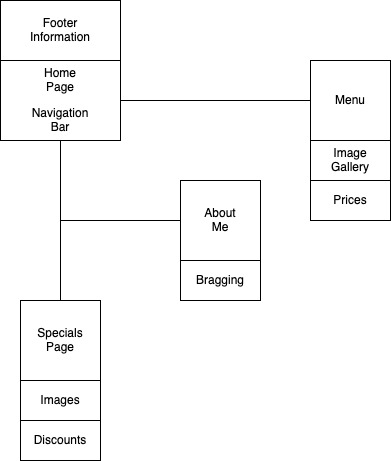 Footer
Information
Home
Page
Navigation
Bar
Menu
Image
Gallery
Prices
About
Me
Bragging
Specials
Page
Images
Discounts